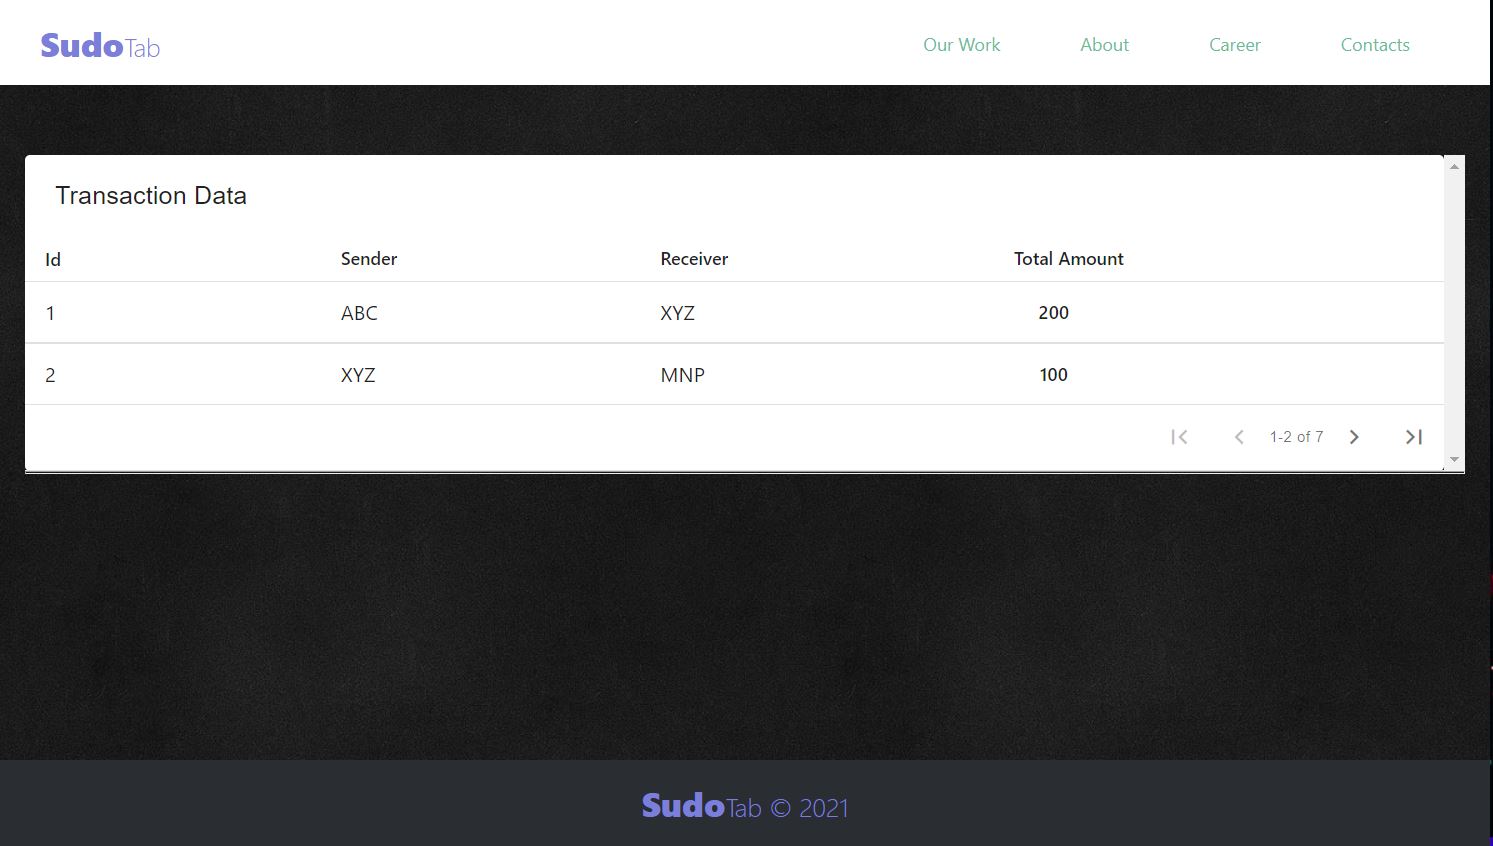 SudoTab
Our Work About Career Contacts
Transaction Data
Id Sender Receiver Total Amount
1 ABC XYZ 200
2 XYZ MNP 100
1-2 of 7
SudoTab © 2021